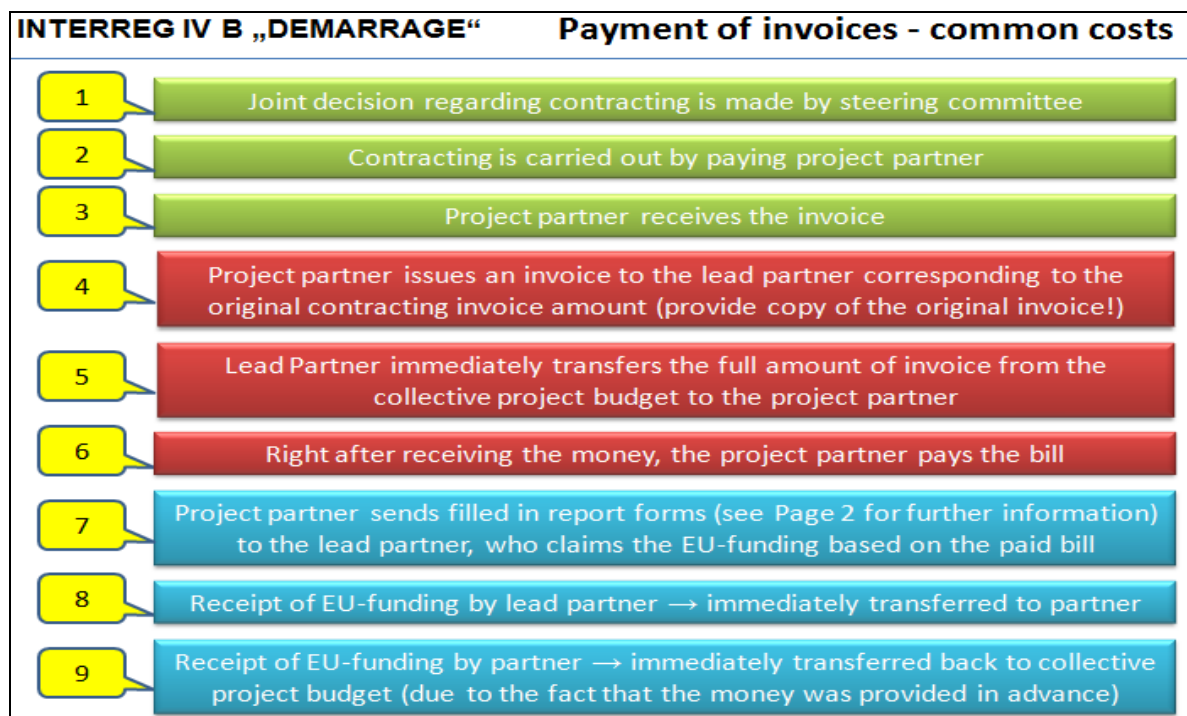 INTERREG IV B „DEMARRAGE“ Payment of invoices - common costs
1
Joint decision regarding contracting is made by steering committee
2
Contracting is carried out by paying project partner
3
Project partner receives the invoice
4
Project partner issues an invoice to the lead partner corresponding to the
original contracting invoice amount (provide copy of the original invoice!)
5
Lead Partner immediately transfers the full amount of invoice from the
collective project budget to the project partner
6
Right after receiving the money, the project partner pays the bill
7
Project partner sends filled in report forms (see Page 2 for further information)
to the lead partner, who claims the EU-funding based on the paid bill
8
Receipt of EU-funding by lead partner → immediately transferred to partner
9
Receipt of EU-funding by partner → immediately transferred back to collective
project budget (due to the fact that the money was provided in advance)